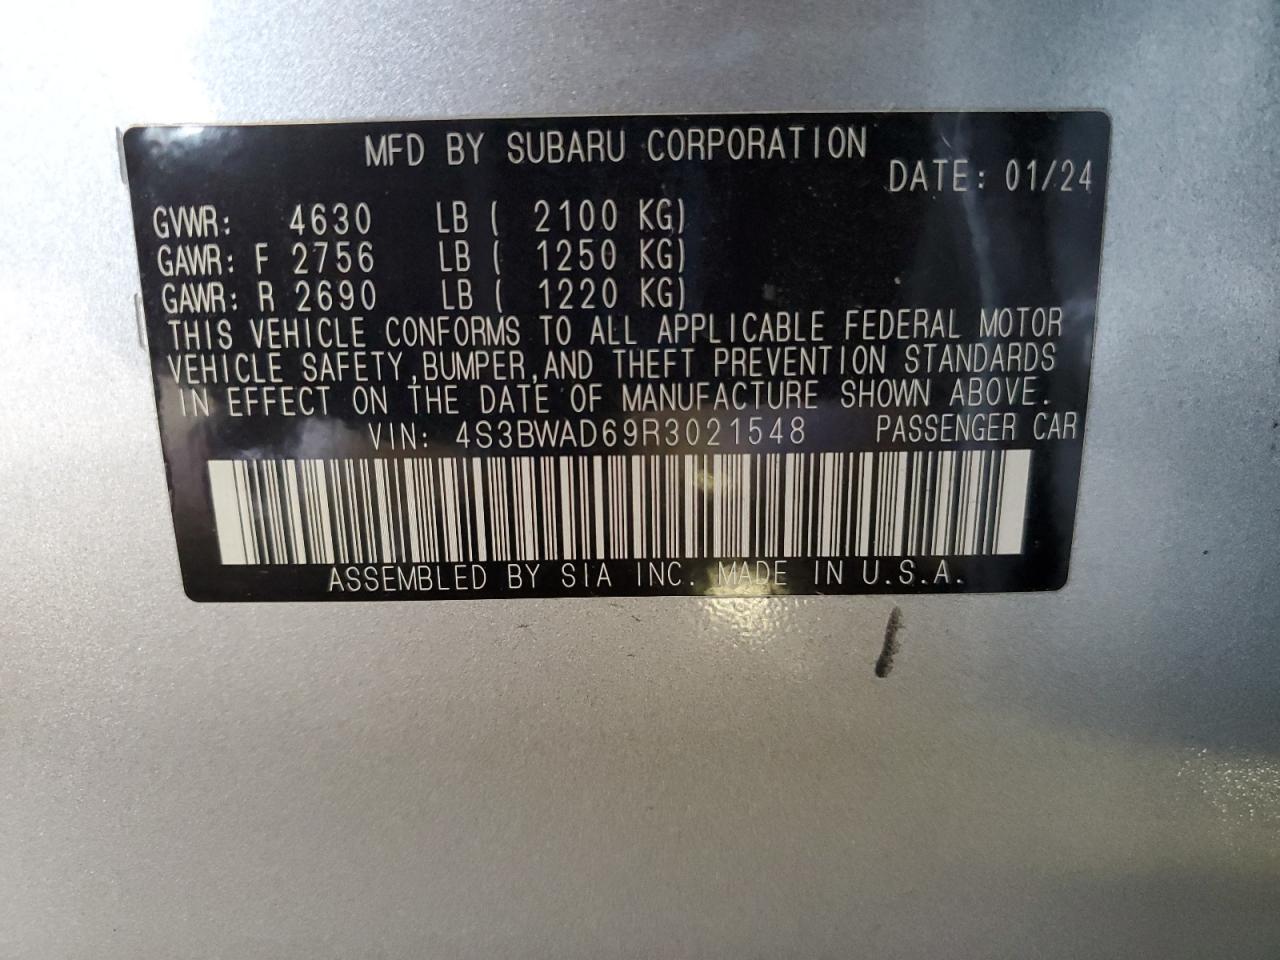 MFD BY SUBARU CORPORATION
DATE: 01/24
GVWR: 4630 LB ( 2100 KG)
GAWR: F 2756 LB ( 1250 KG)
GAWR: R 2690 LB ( 1220 KG)
THIS VEHICLE CONFORMS TO ALL APPLICABLE FEDERAL MOTOR
VEHICLE SAFETY,BUMPER,AND THEFT PREVENTION STANDARDS
IN EFFECT ON THE DATE OF MANUFACTURE SHOWN ABOVE.
VIN: 4S3BWAD69R3021548 PASSENGER CAR
ASSEMBLED BY SIA INC. MADE IN U.S.A.